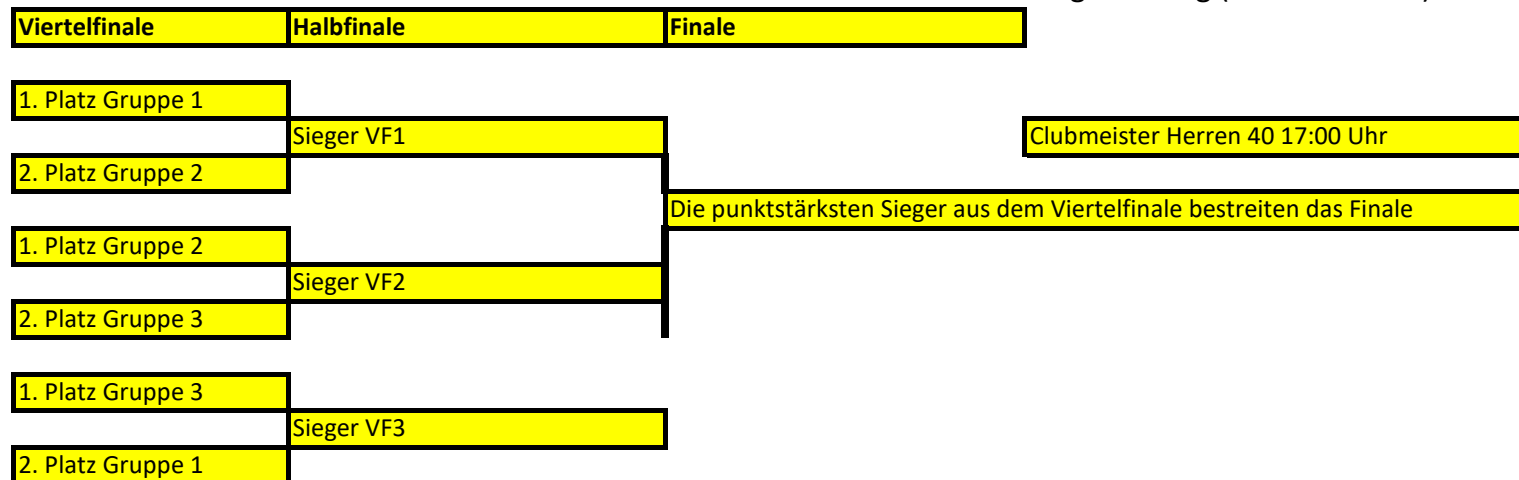 Viertelfinale Halbfinale Finale
1. Platz Gruppe 1
Sieger VF1 Clubmeister Herren 40 17:00 Uhr
2. Platz Gruppe 2
Die punktstärksten Sieger aus dem Viertelfinale bestreiten das Finale
1. Platz Gruppe 2
Sieger VF2
2. Platz Gruppe 3
1. Platz Gruppe 3
Sieger VF3
2. Platz Gruppe 1